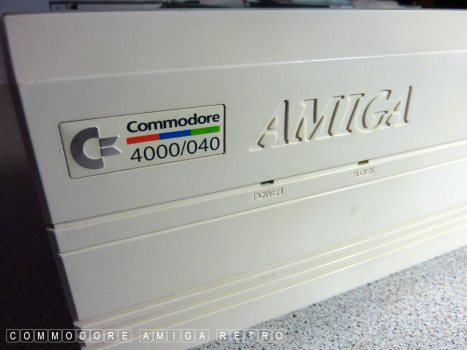 Commodore
4000/040
AMIGA
POWER
COMMODORE AMIGA RETRO